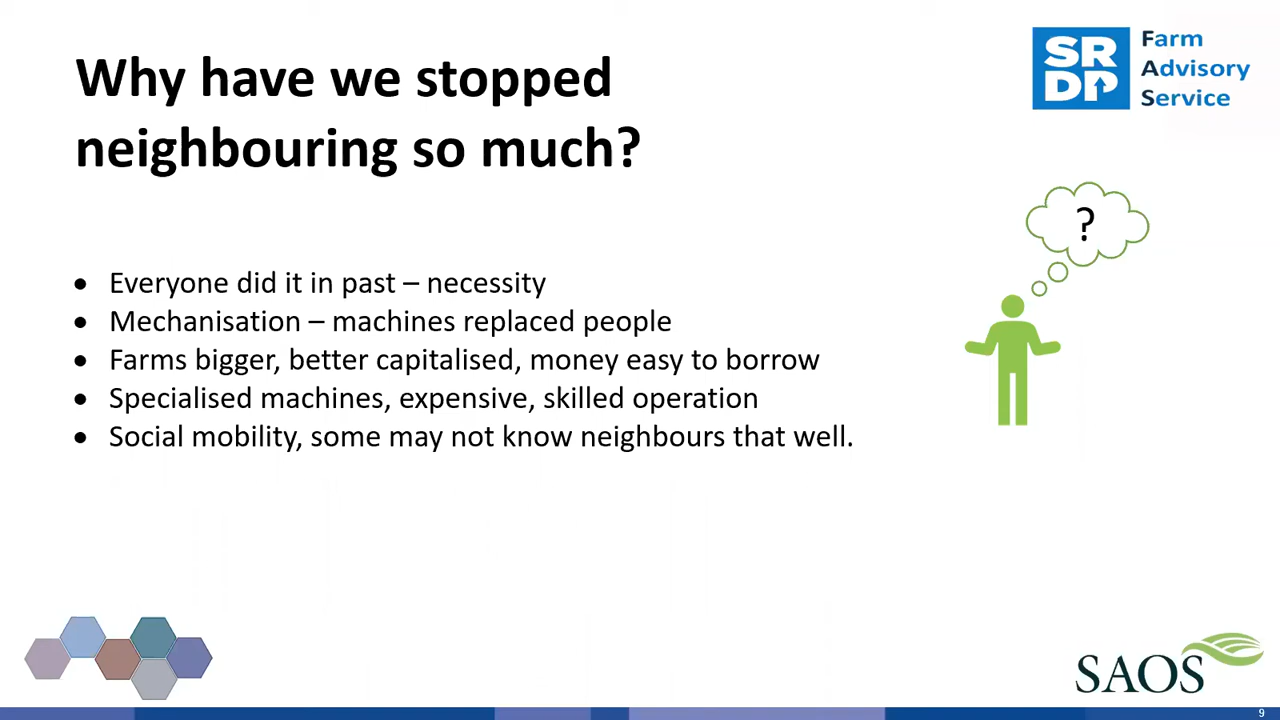 Why have we stopped
neighbouring so much?
SRDP
Farm
Advisory
Service
?
• Everyone did it in past – necessity
• Mechanisation – machines replaced people
• Farms bigger, better capitalised, money easy to borrow
• Specialised machines, expensive, skilled operation
• Social mobility, some may not know neighbours that well.
SAOS
9